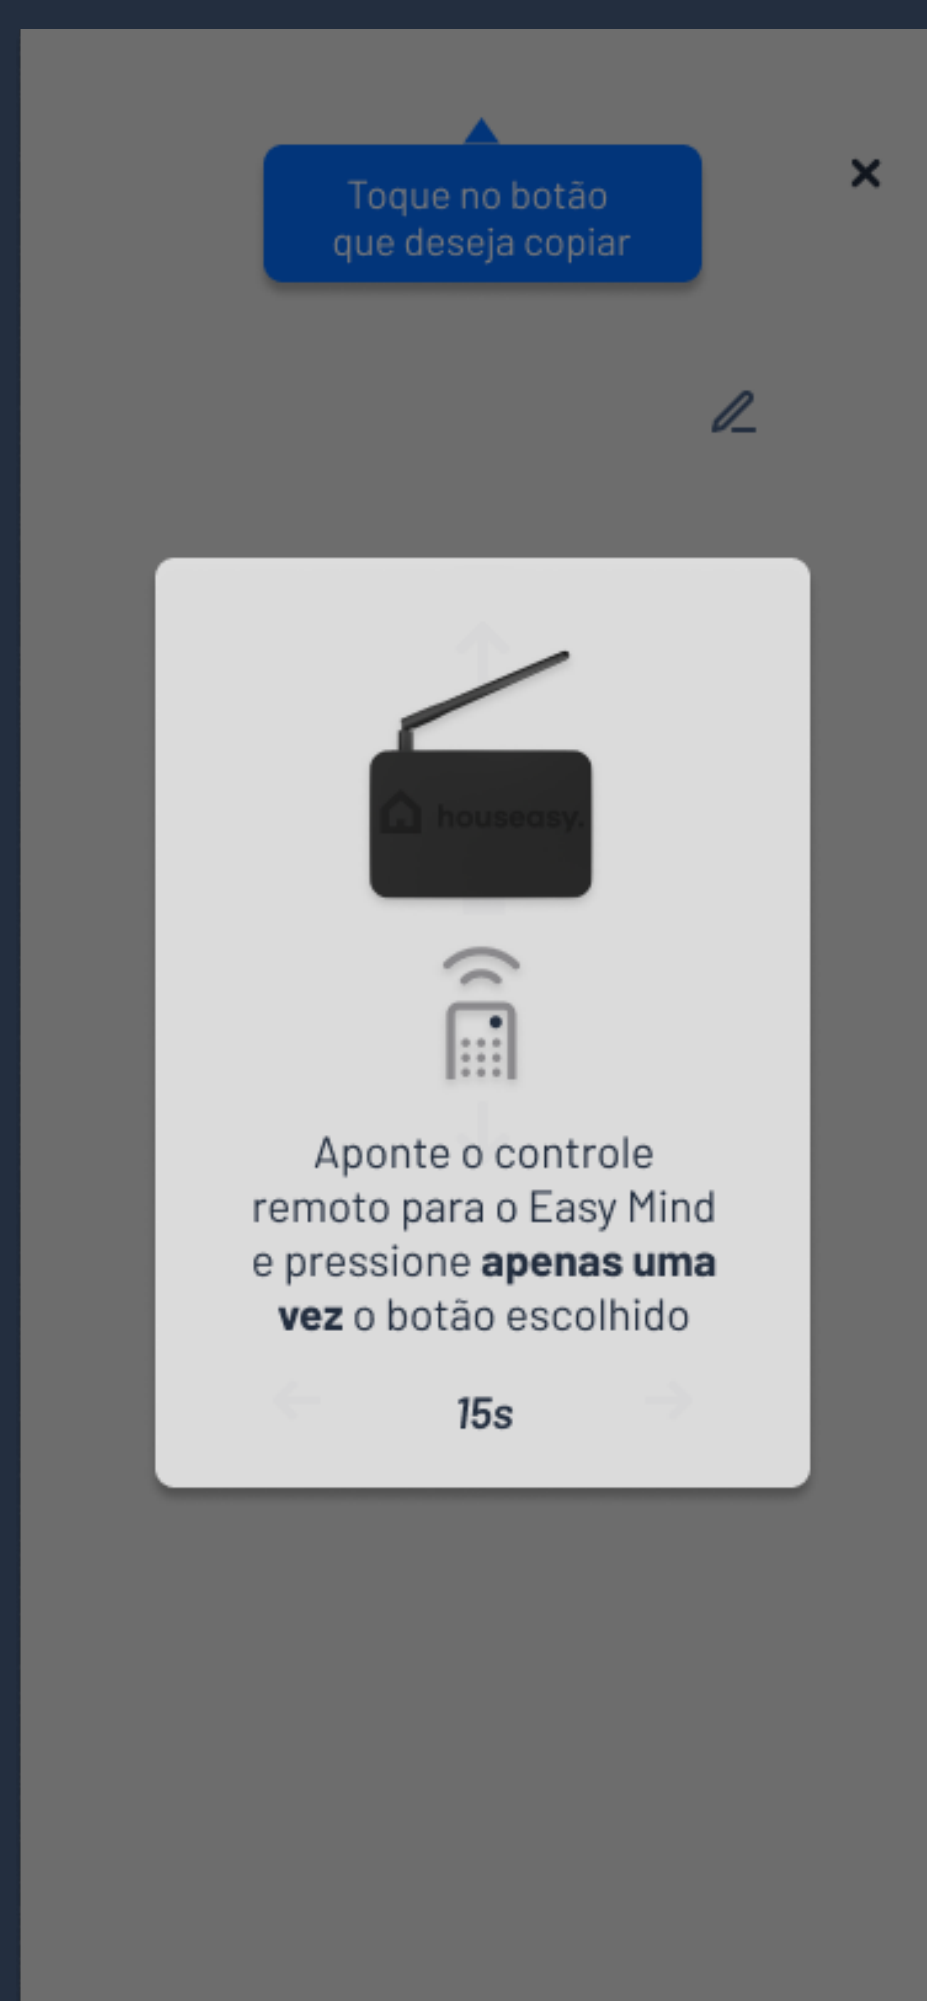 Toque no botão
que deseja copiar
houseasy.
Aponte o controle
remoto para o Easy Mind
e pressione apenas uma
vez o botão escolhido
15s